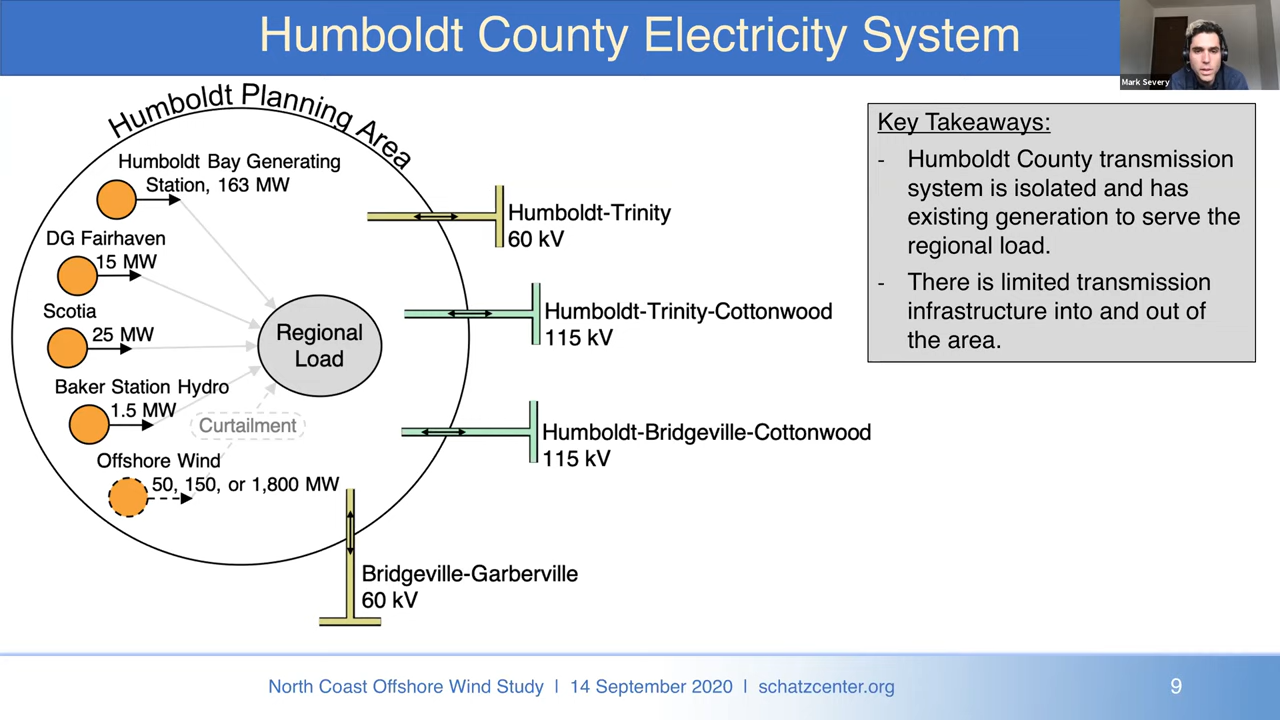 Humboldt County Electricity System
Mark Severy
Humboldt Planning Area
Humboldt Bay Generating
Station, 163 MW
DG Fairhaven
15 MW
Scotia
25 MW
Baker Station Hydro
1.5 MW
Curtailment
Offshore Wind
50, 150, or 1,800 MW
Regional
Load
Humboldt-Trinity
60 kV
Humboldt-Trinity-Cottonwood
115 kV
Humboldt-Bridgeville-Cottonwood
115 kV
Bridgeville-Garberville
60 kV
Key Takeaways:
- Humboldt County transmission
system is isolated and has
existing generation to serve the
regional load.
- There is limited transmission
infrastructure into and out of
the area.
North Coast Offshore Wind Study | 14 September 2020 | schatzcenter.org
9